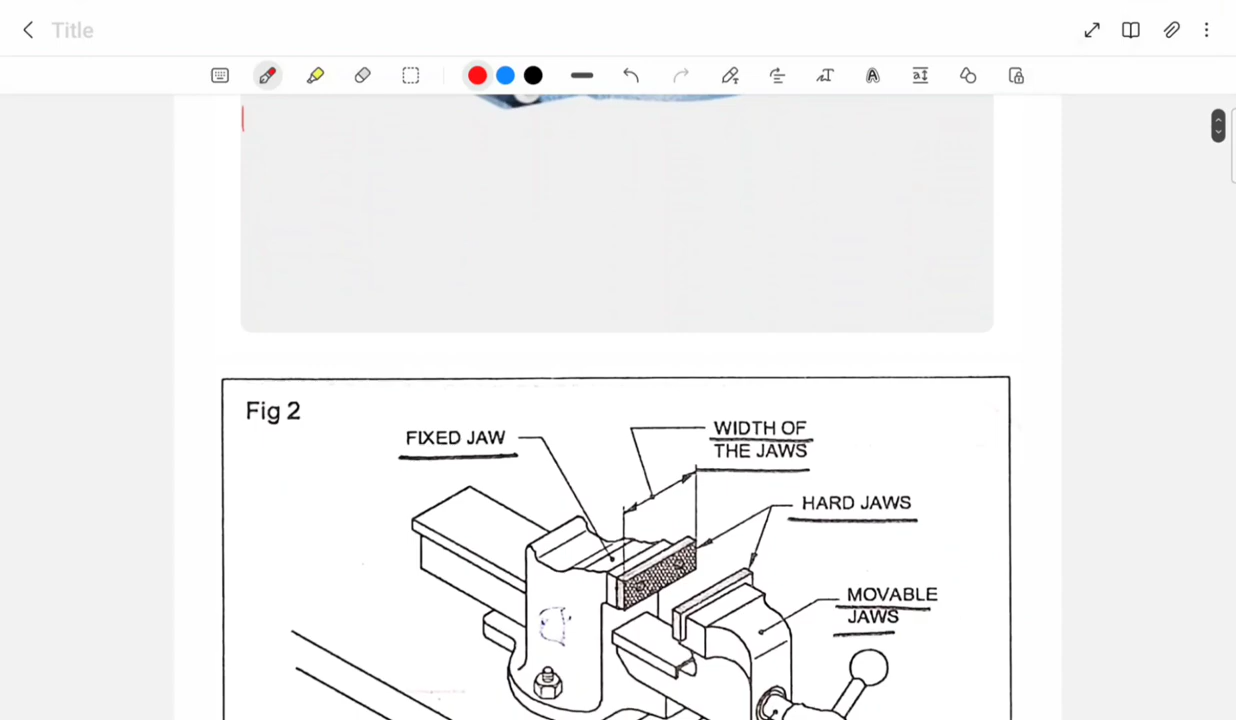 Title
Fig 2
FIXED JAW
WIDTH OF
THE JAWS
HARD JAWS
MOVABLE
JAWS